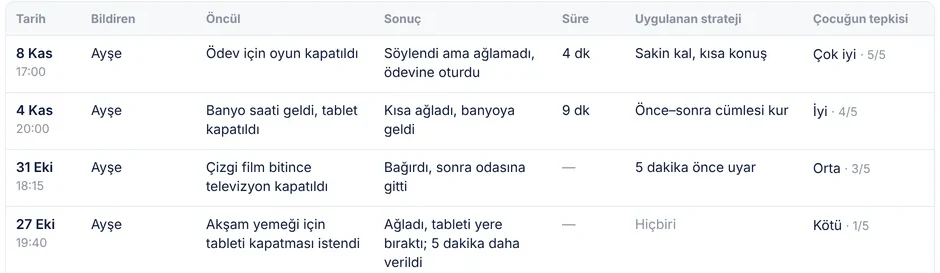 Tarih Bildiren Öncül Sonuç Süre Uygulanan strateji Çocuğun tepkisi
8 Kas Ayşe Ödev için oyun kapatıldı Söylendi ama ağlamadı, 4 dk Sakin kal, kısa konuş Çok iyi · 5/5
17:00 ödevine oturdu
4 Kas Ayşe Banyo saati geldi, tablet Kısa ağladı, banyoya 9 dk Önce–sonra cümlesi kur İyi · 4/5
20:00 kapatıldı geldi
31 Eki Ayşe Çizgi film bitince Bağırdı, sonra odasına — 5 dakika önce uyar Orta · 3/5
18:15 televizyon kapatıldı gitti
27 Eki Ayşe Akşam yemeği için Ağladı, tableti yere — Hiçbiri Kötü · 1/5
19:40 tableti kapatması istendi bıraktı; 5 dakika daha
verildi